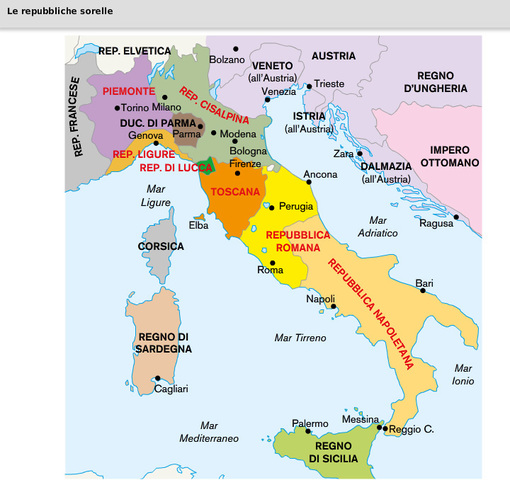 Le repubbliche sorelle
REP. ELVETICA
Bolzano
AUSTRIA
VENETO
(all'Austria)
REGNO
D'UNGHERIA
REP. FRANCESE
PIEMONTE
REP. CISALPINA
Venezia
Trieste
Torino
Milano
ISTRIA
(all'Austria)
DUC. DI PARMA
Parma
Modena
Genova
Bologna
REP. LIGURE
REP. DI LUCCA
Firenze
Zara
DALMAZIA
(all'Austria)
IMPERO
OTTOMANO
Mar
Ligure
TOSCANA
Ancona
Perugia
Elba
Mar
Adriatico
Ragusa
CORSICA
REPUBBLICA
ROMANA
Roma
REPUBBLICA NAPOLETANA
Bari
Napoli
REGNO DI
SARDEGNA
Mar Tirreno
Mar
Ionio
Cagliari
Mar
Mediterraneo
Palermo
Messina
Reggio C.
REGNO
DI SICILIA